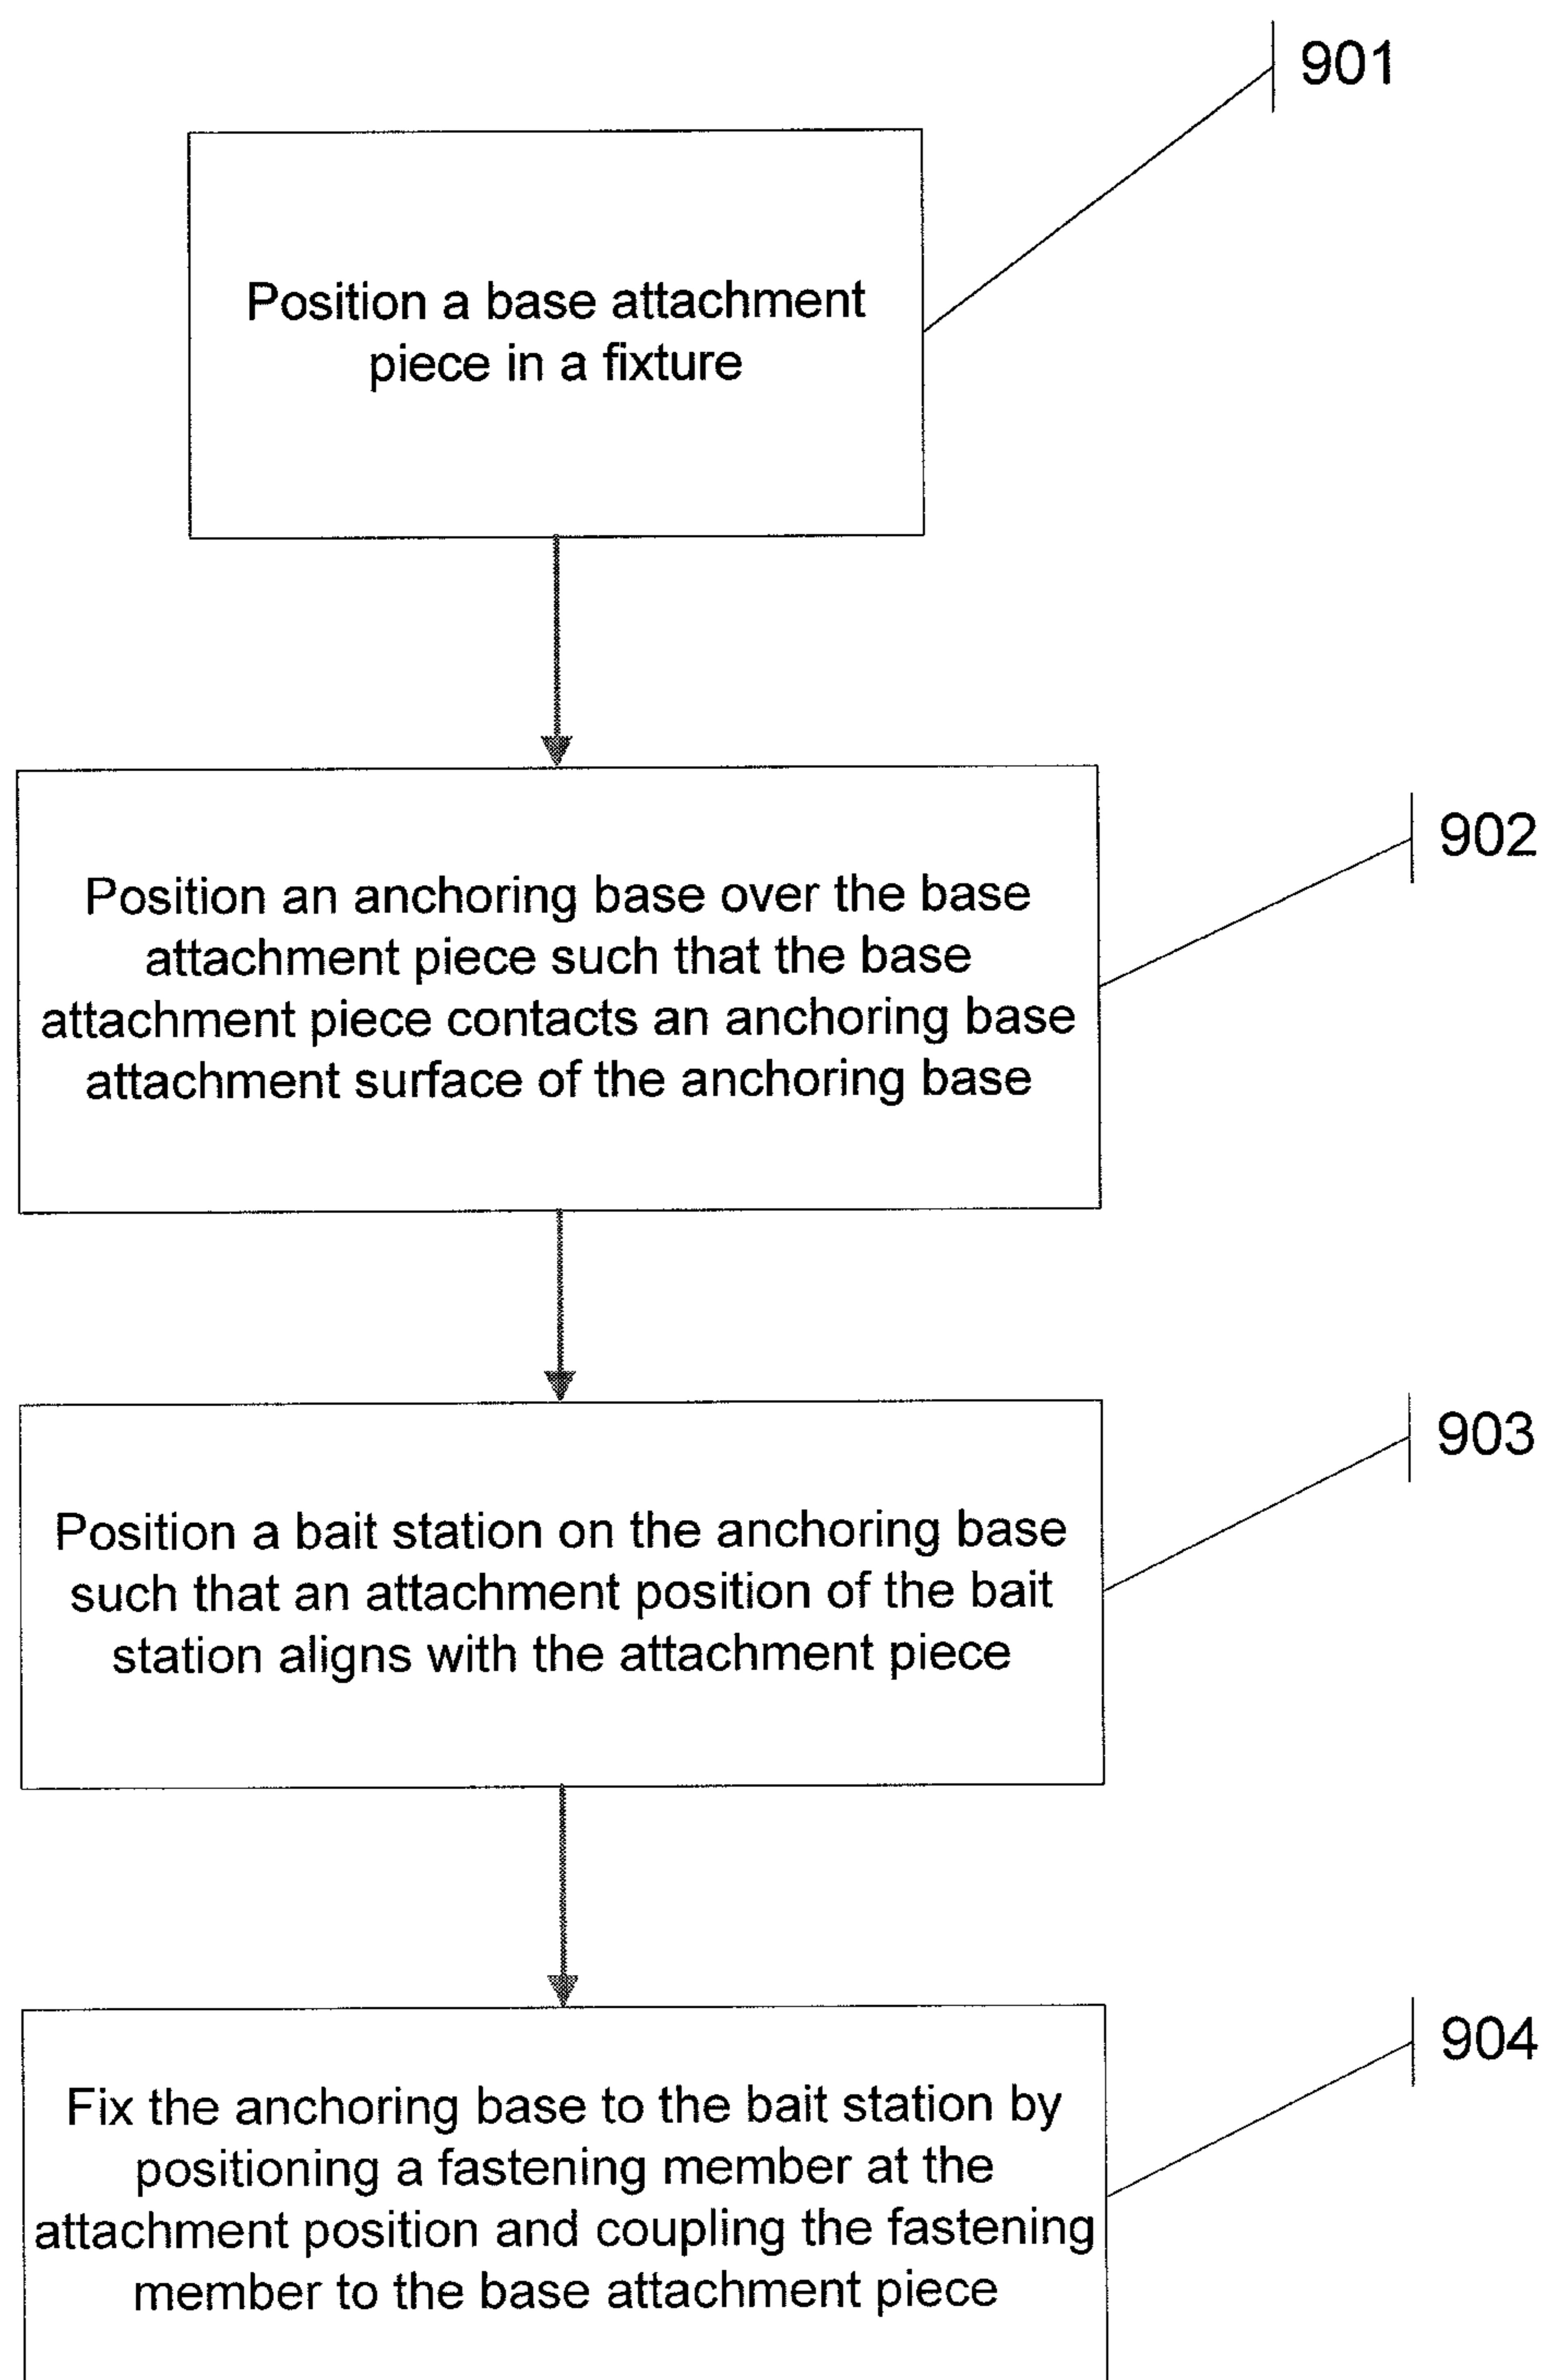 901
Position a base attachment
piece in a fixture
902
Position an anchoring base over the base
attachment piece such that the base
attachment piece contacts an anchoring base
attachment surface of the anchoring base
903
Position a bait station on the anchoring base
such that an attachment position of the bait
station aligns with the attachment piece
904
Fix the anchoring base to the bait station by
positioning a fastening member at the
attachment position and coupling the fastening
member to the base attachment piece